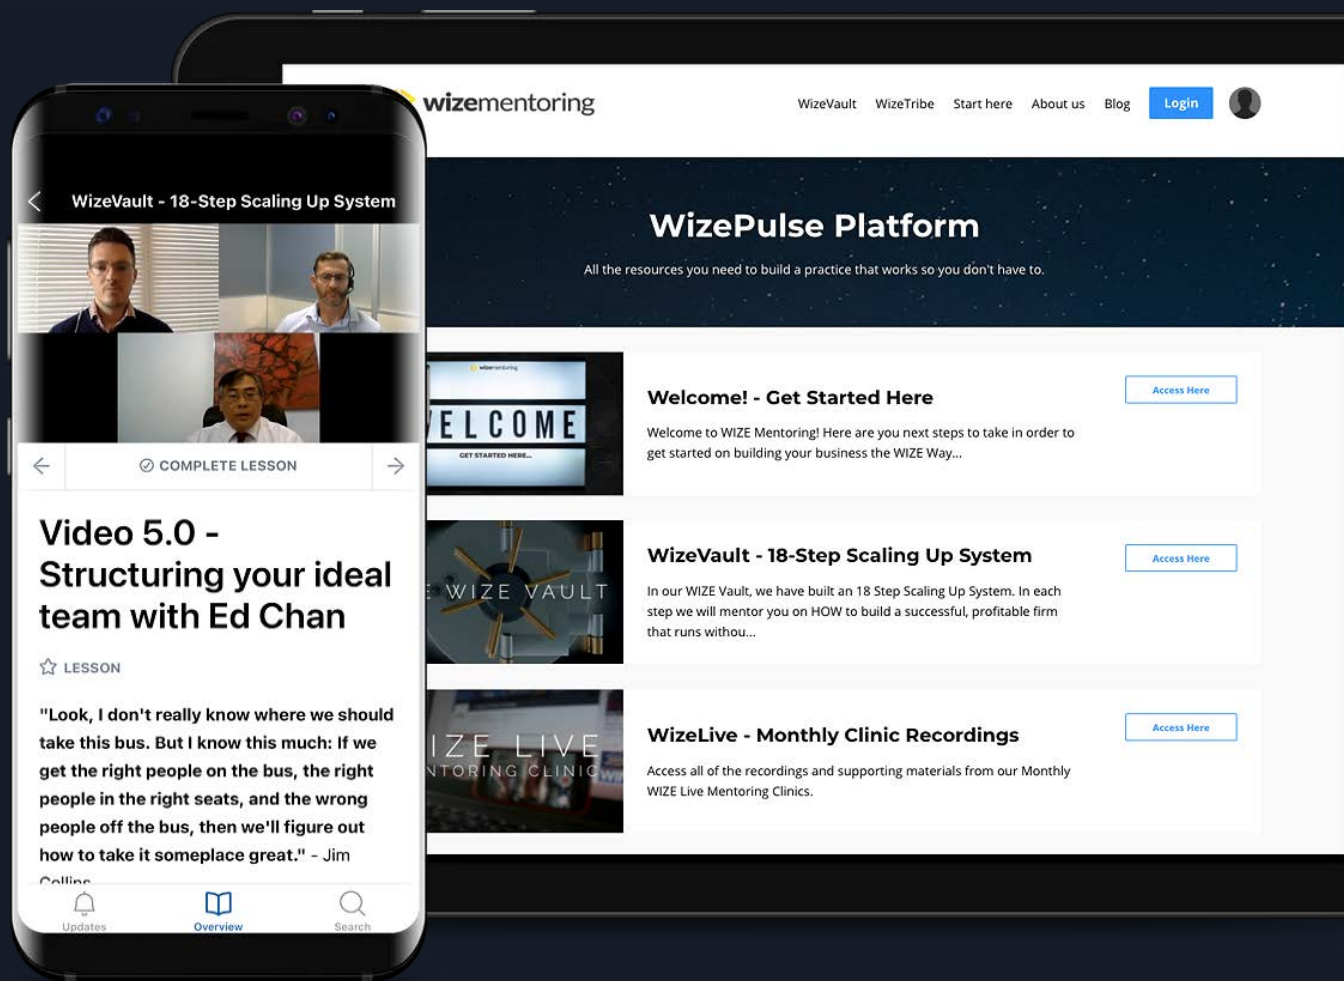 WizeVault - 18-Step Scaling Up System
COMPLETE LESSON
Video 5.0 -
Structuring your ideal
team with Ed Chan
LESSON
"Look, I don't really know where we should
take this bus. But I know this much: If we
get the right people on the bus, the right
people in the right seats, and the wrong
people off the bus, then we'll figure out
how to take it someplace great." - Jim
Collins
Updates
Overview
Search
wizementoring
WizeVault
WizeTribe
Start here
About us
Blog
Login
WizePulse Platform
All the resources you need to build a practice that works so you don't have to.
wizementoring
ELCOME
GET STARTED HERE...
Welcome! - Get Started Here
Welcome to WIZE Mentoring! Here are you next steps to take in order to
get started on building your business the WIZE Way...
Access Here
WIZE VAULT
WizeVault - 18-Step Scaling Up System
In our WIZE Vault, we have built an 18 Step Scaling Up System. In each
step we will mentor you on HOW to build a successful, profitable firm
that runs withou...
Access Here
IZE LIVE
NTORING CLINIC
WizeLive - Monthly Clinic Recordings
Access all of the recordings and supporting materials from our Monthly
WIZE Live Mentoring Clinics.
Access Here